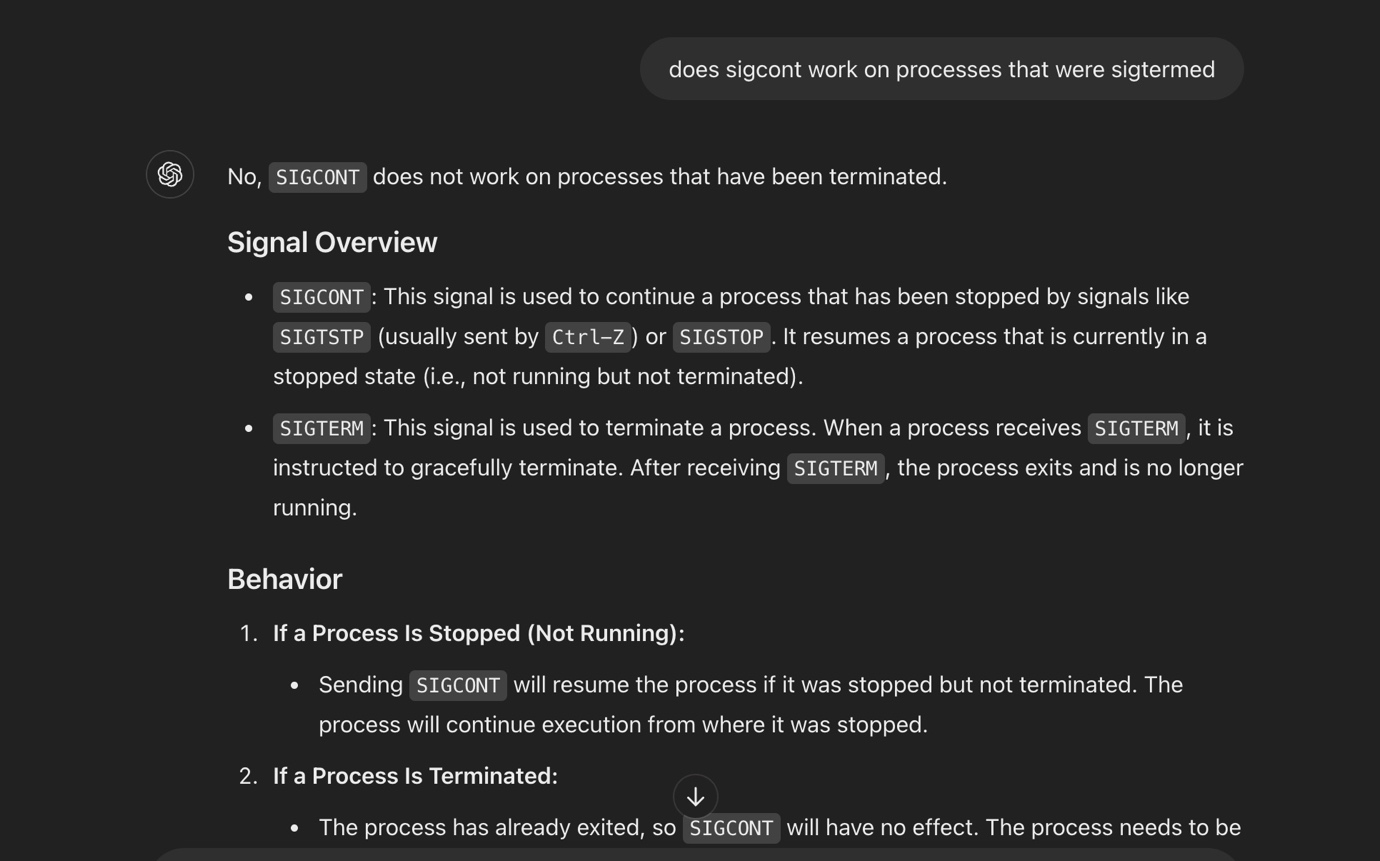 does sigcont work on processes that were sigtermed
No, SIGCONT does not work on processes that have been terminated.
Signal Overview
• SIGCONT: This signal is used to continue a process that has been stopped by signals like
SIGTSTP (usually sent by Ctrl-Z) or SIGSTOP. It resumes a process that is currently in a
stopped state (i.e., not running but not terminated).
• SIGTERM: This signal is used to terminate a process. When a process receives SIGTERM, it is
instructed to gracefully terminate. After receiving SIGTERM, the process exits and is no longer
running.
Behavior
1. If a Process Is Stopped (Not Running):
• Sending SIGCONT will resume the process if it was stopped but not terminated. The
process will continue execution from where it was stopped.
2. If a Process Is Terminated:
• The process has already exited, so SIGCONT will have no effect. The process needs to be